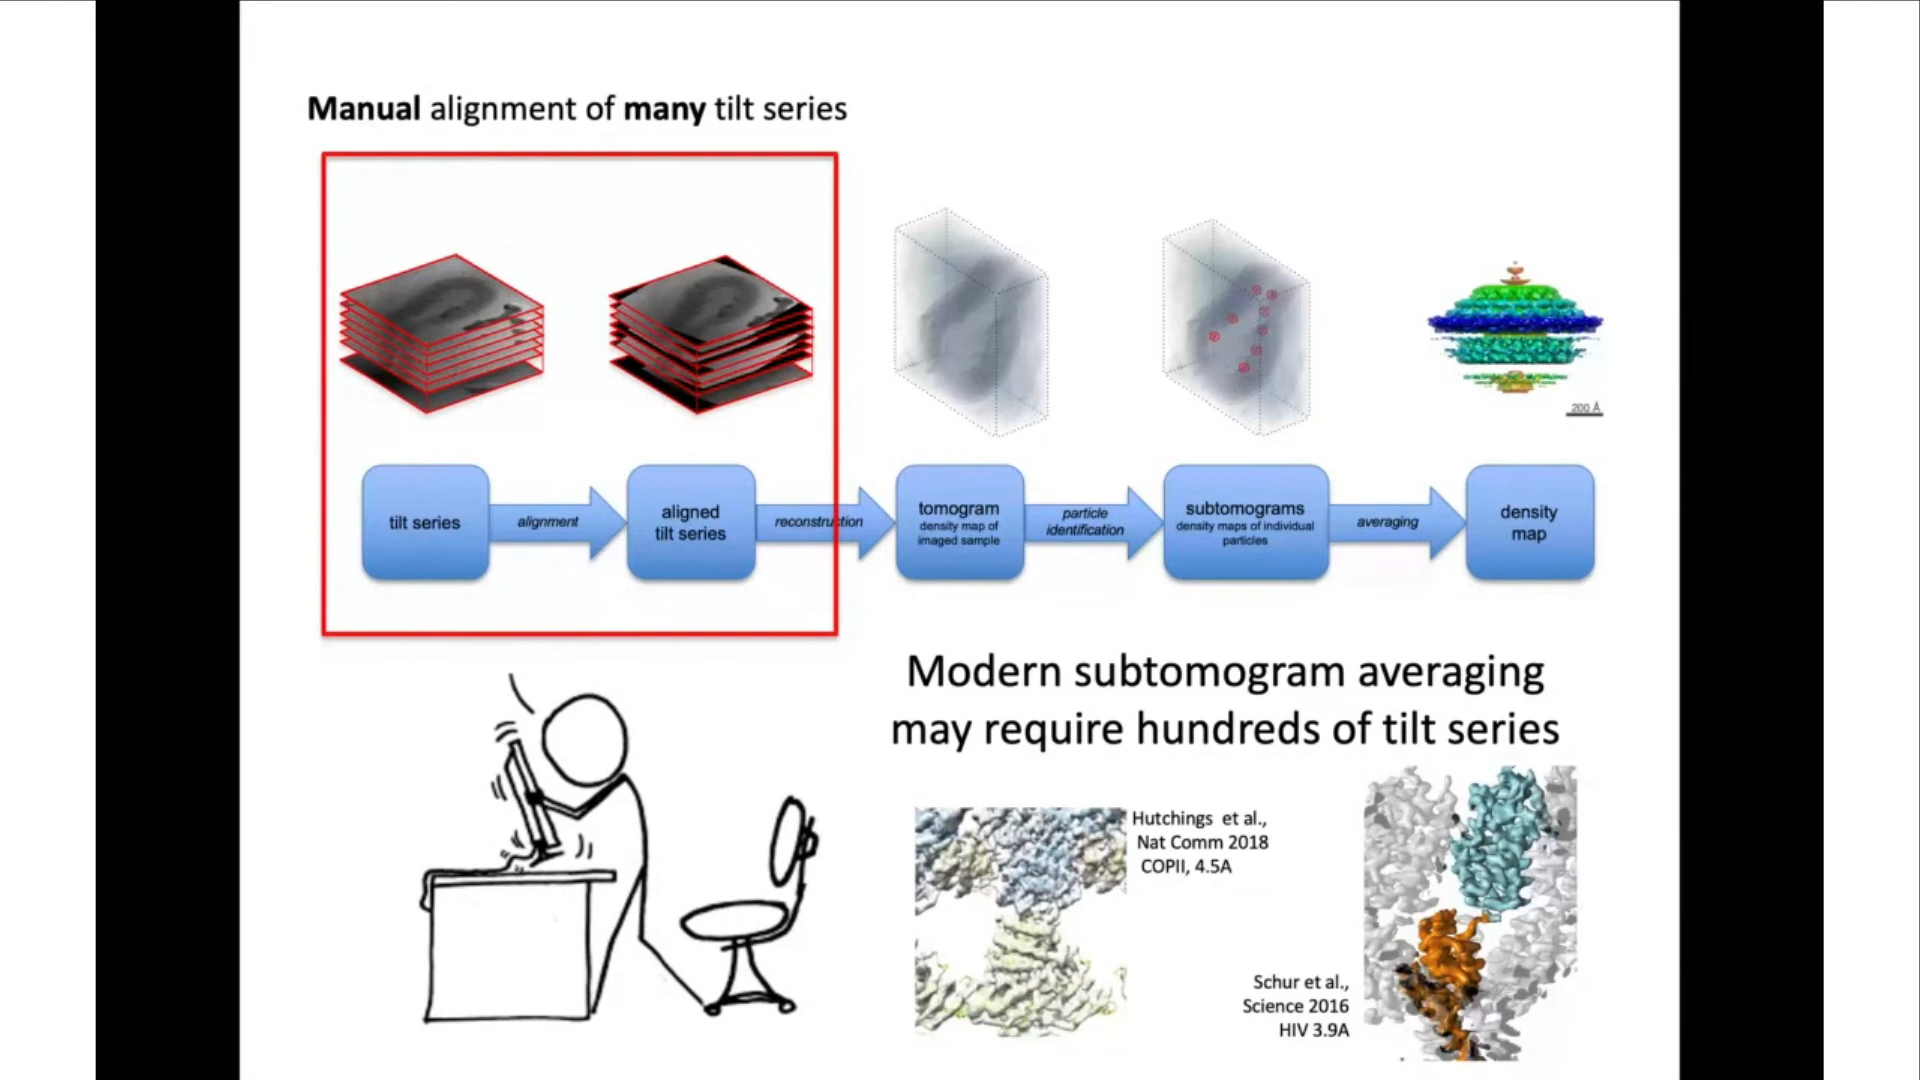 Manual alignment of many tilt series
200 Å
tilt series
alignment
aligned
tilt series
reconstruction
tomogram
density map of
imaged sample
particle
identification
subtomograms
density maps of individual
particles
averaging
density
map
Modern subtomogram averaging
may require hundreds of tilt series
Hutchings et al.,
Nat Comm 2018
COPII, 4.5A
Schur et al.,
Science 2016
HIV 3.9A